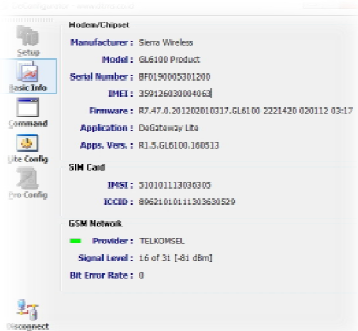 Modem/Chipset
Manufacturer : Sierra Wireless
Model : GL6100 Product
Serial Number : BF0190005301200
IMEI : 359126030004063
Firmware : R7.47.0.201202010317.GL6100 2221420 020112 03:17
Application : DeGateway Lite
Apps. Vers. : R1.5.GL6100.160513
SIM Card
IMSI : 510101113036305
ICCID : 89621010111303630529
GSM Network
Provider : TELKOMSEL
Signal Level : 16 of 31 [-81 dBm]
Bit Error Rate : 0
Setup
Basic Info
Command
Lite Config
Pro Config
Disconnect